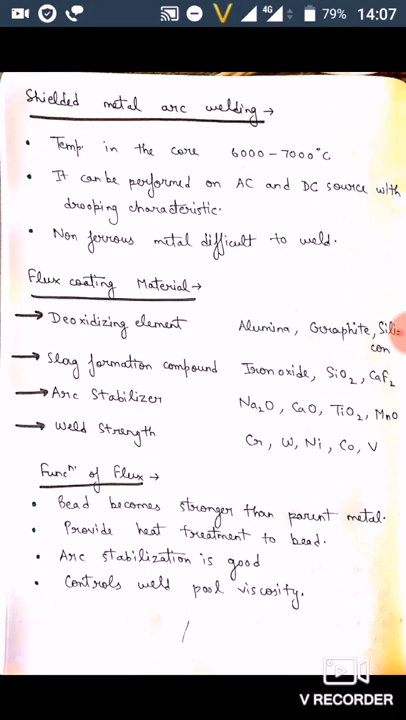 4G 79% 14:07
Shielded metal arc welding →
• Temp in the core 6000-7000°C
• It can be performed on AC and DC source with
drooping characteristic.
• Non ferrous metal difficult to weld.
Flux coating Material →
→ Deoxidizing element Alumina, Graphite, Sili-
con
→ Slag formation compound Iron oxide, SiO2, CaF2
→ Arc Stabilizer Na2O, CaO, TiO2, MnO
→ Weld Strength Cr, W, Ni, Co, V
Funcⁿ of Flux →
• Bead becomes stronger than parent metal.
• Provide heat treatment to bead.
• Arc stabilization is good
• Controls weld pool viscosity.
V RECORDER